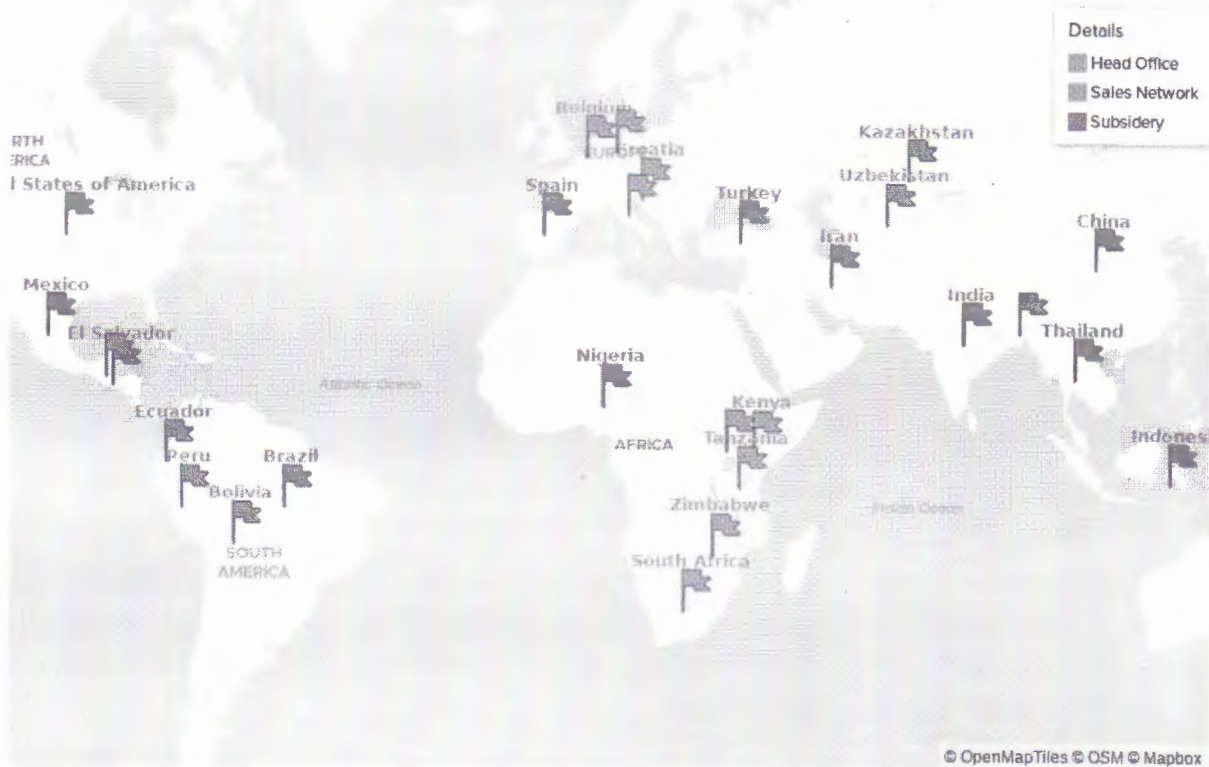 Details
Head Office
Sales Network
Subsidery
Belgium
RTH
ERICA
Croatia
Kazakhstan
l States of America
Spain
Turkey
Uzbekistan
Iran
China
Mexico
India
El Salvador
Thailand
Nigeria
Atlantic Ocean
Ecuador
Kenya
AFRICA
Tanzania
Indones
Peru
Brazil
Bolivia
Zimbabwe
Indian Ocean
SOUTH
AMERICA
South Africa
© OpenMapTiles © OSM © Mapbox